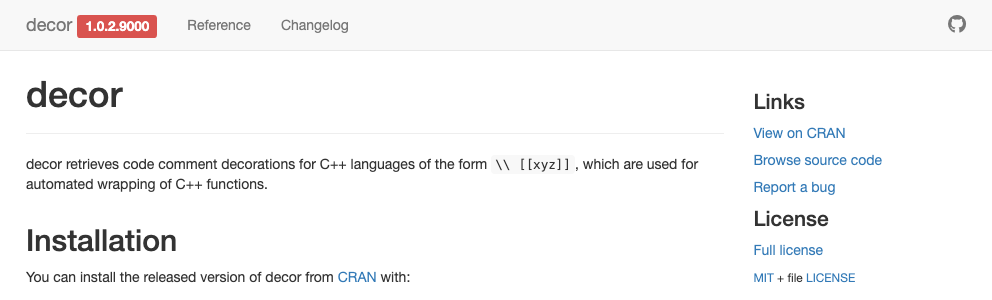 decor 1.0.2.9000 Reference Changelog
decor
decor retrieves code comment decorations for C++ languages of the form \\ [[xyz]] , which are used for
automated wrapping of C++ functions.
Installation
You can install the released version of decor from CRAN with:
Links
View on CRAN
Browse source code
Report a bug
License
Full license
MIT + file LICENSE